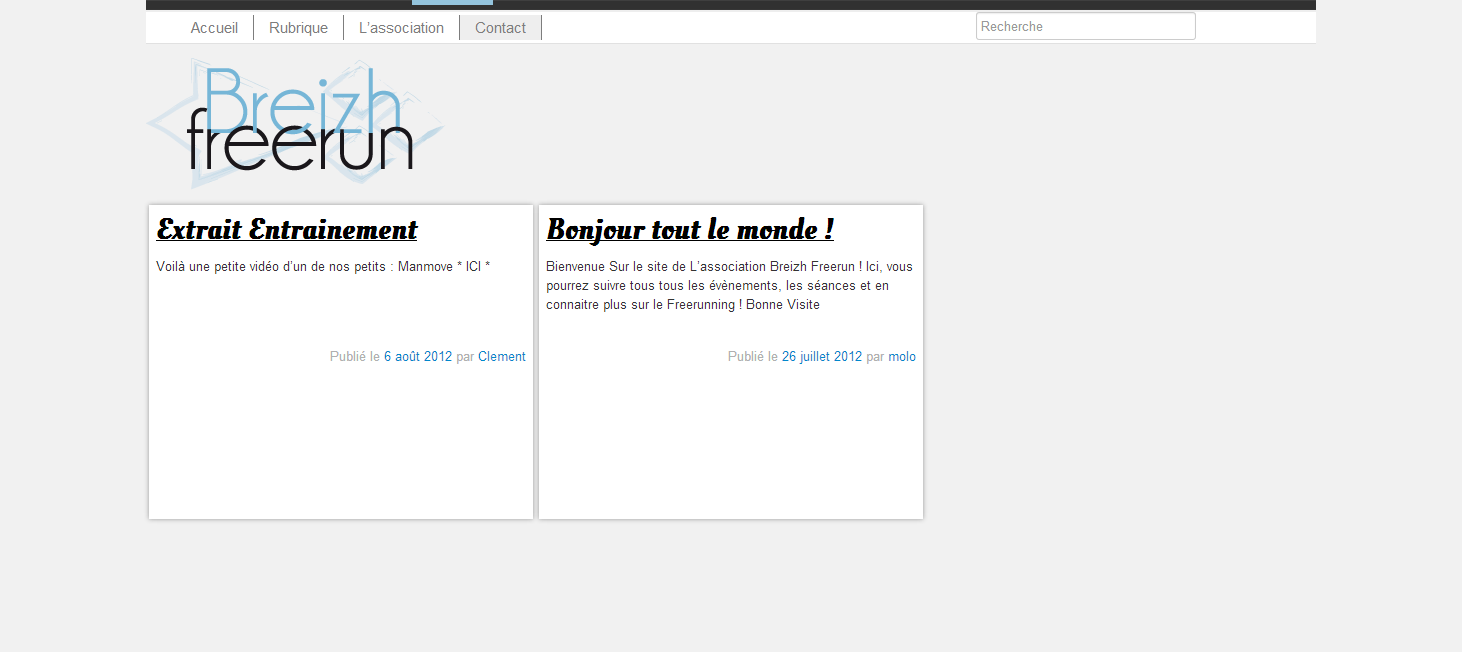 Accueil Rubrique L'association Contact Recherche
Breizh
freerun
Extrait Entrainement
Voilà une petite vidéo d'un de nos petits : Manmove * ICI *
Publié le 6 août 2012 par Clement
Bonjour tout le monde !
Bienvenue Sur le site de L'association Breizh Freerun ! Ici, vous
pourrez suivre tous tous les évènements, les séances et en
connaitre plus sur le Freerunning ! Bonne Visite
Publié le 26 juillet 2012 par molo